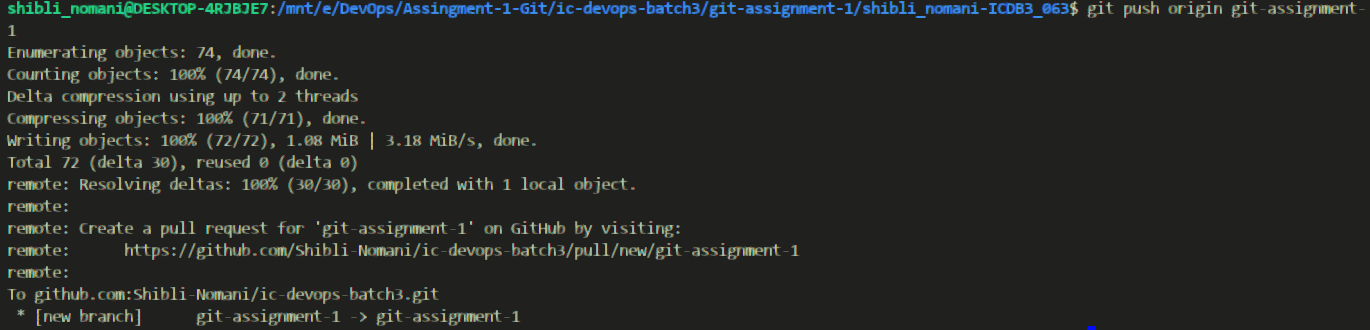 shibli_nomani@DESKTOP-4RJBJE7:/mnt/e/DevOps/Assingment-1-Git/ic-devops-batch3/git-assignment-1/shibli_nomani-ICDB3_063$ git push origin git-assignment-
1
Enumerating objects: 74, done.
Counting objects: 100% (74/74), done.
Delta compression using up to 2 threads
Compressing objects: 100% (71/71), done.
Writing objects: 100% (72/72), 1.08 MiB | 3.18 MiB/s, done.
Total 72 (delta 30), reused 0 (delta 0)
remote: Resolving deltas: 100% (30/30), completed with 1 local object.
remote:
remote: Create a pull request for 'git-assignment-1' on GitHub by visiting:
remote:      https://github.com/Shibli-Nomani/ic-devops-batch3/pull/new/git-assignment-1
remote:
To github.com:Shibli-Nomani/ic-devops-batch3.git
 * [new branch]      git-assignment-1 -> git-assignment-1